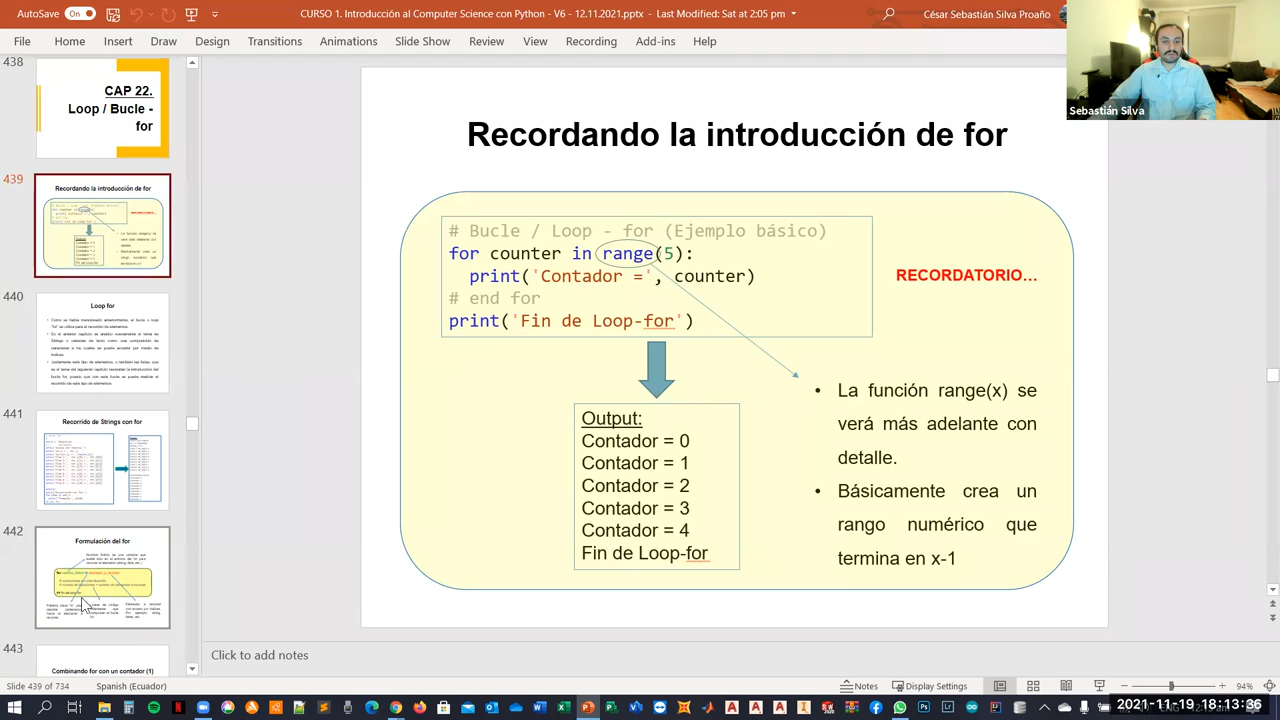 AutoSave
On
CURSO 1. Introducción al Actuarial Science con Python - V6 - 12.11.2021.pptx - Last Modified: Sat at 2:05 pm
César Sebastián Silva Proaño
File Home Insert Draw Design Transitions Animations Slide Show Review View Recording Add-ins Help
Sebastián Silva
438
CAP 22.
Loop / Bucle -
for
439
Recordando la introducción de for
440
Loop for
441
Recorrido de Strings con for
442
Formulación del for
443
Combinando for con un contador (1)
Recordando la introducción de for
# Bucle / Loop - for (Ejemplo básico)
for counter in range(5):
print('Contador =', counter)
# end for
print('Fin de Loop-for')
RECORDATORIO...
Output:
Contador = 0
Contador = 1
Contador = 2
Contador = 3
Contador = 4
Fin de Loop-for
• La función range(x) se
verá más adelante con
detalle.
• Básicamente crea un
rango numérico que
termina en x-1
Click to add notes
Slide 439 of 734
Spanish (Ecuador)
Notes
Display Settings
94%
2021-11-19 18:13:36